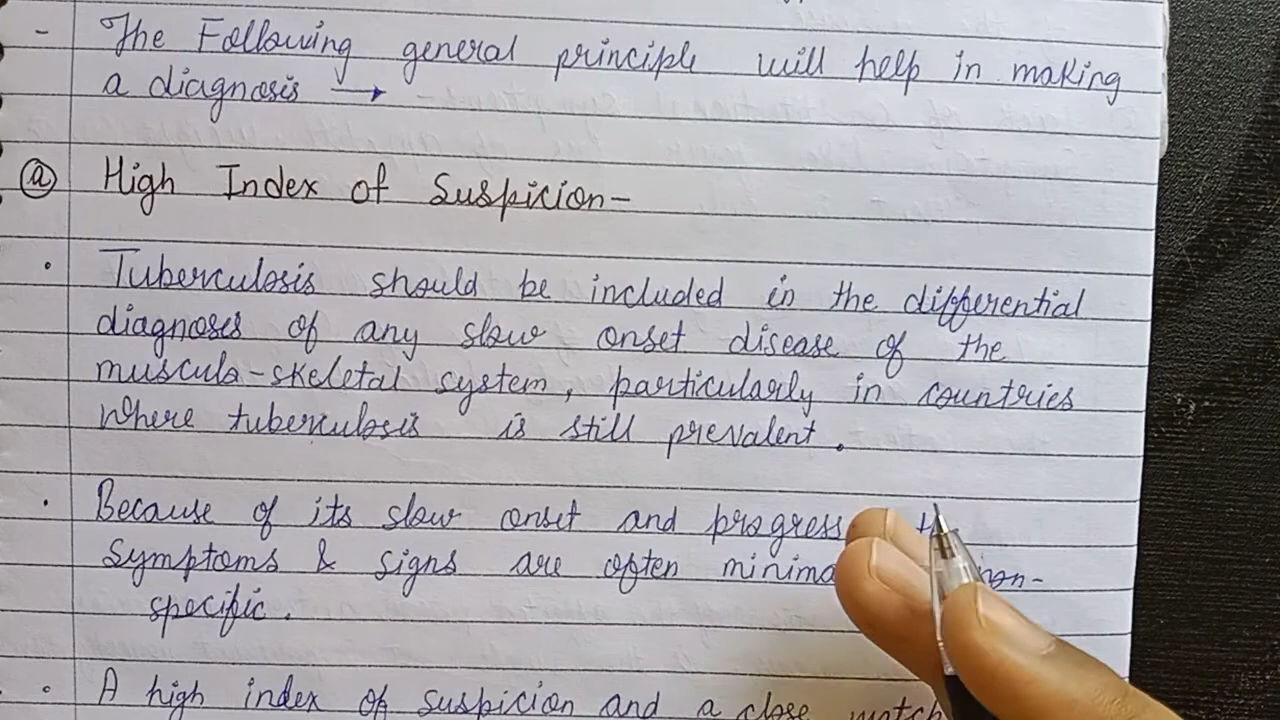 - The Following general principle will help in making
a diagnosis →
ⓐ High Index of Suspicion-
• Tuberculosis should be included in the differential
diagnoses of any slow onset disease of the
musculo-skeletal system, particularly in countries
where tuberculosis is still prevalent.
• Because of its slow onset and progress
symptoms & signs are often non-
specific.
• A high index of suspicion and a close watch